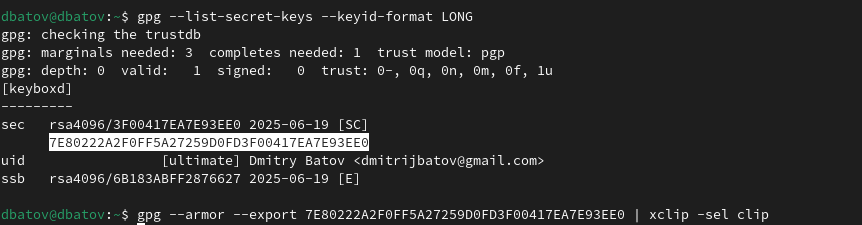 dbatov@dbatov:~$ gpg --list-secret-keys --keyid-format LONG
gpg: checking the trustdb
gpg: marginals needed: 3  completes needed: 1  trust model: pgp
gpg: depth: 0  valid:   1  signed:   0  trust: 0-, 0q, 0n, 0m, 0f, 1u
[keyboxd]
---------
sec   rsa4096/3F00417EA7E93EE0 2025-06-19 [SC]
      7E80222A2F0FF5A27259D0FD3F00417EA7E93EE0
uid                 [ultimate] Dmitry Batov <dmitrijbatov@gmail.com>
ssb   rsa4096/6B183ABFF2876627 2025-06-19 [E]
dbatov@dbatov:~$ gpg --armor --export 7E80222A2F0FF5A27259D0FD3F00417EA7E93EE0 | xclip -sel clip